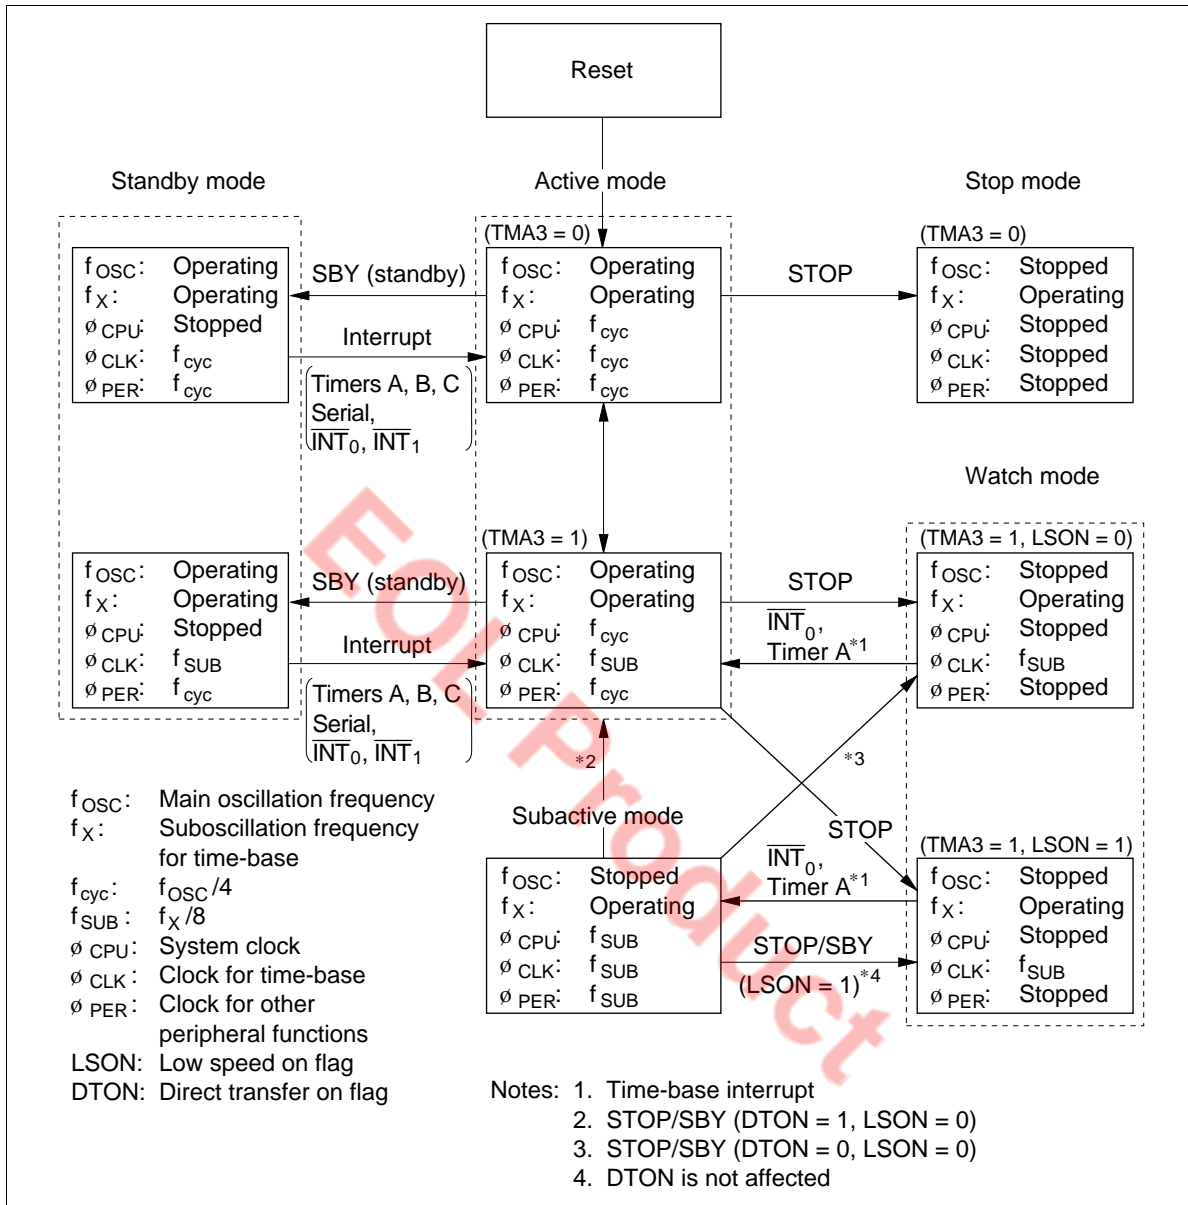 Reset
Standby mode
Active mode
Stop mode
(TMA3 = 0)
(TMA3 = 0)
fOSC: Operating
fX: Operating
øCPU: Stopped
øCLK: fcyc
øPER: fcyc
SBY (standby)
Interrupt
Timers A, B, C
Serial,
INT0, INT1
fOSC: Operating
fX: Operating
øCPU: fcyc
øCLK: fcyc
øPER: fcyc
STOP
fOSC: Stopped
fX: Operating
øCPU: Stopped
øCLK: Stopped
øPER: Stopped
Watch mode
(TMA3 = 1)
(TMA3 = 1, LSON = 0)
fOSC: Operating
fX: Operating
øCPU: Stopped
øCLK: fSUB
øPER: fcyc
SBY (standby)
Interrupt
Timers A, B, C
Serial,
INT0, INT1
fOSC: Operating
fX: Operating
øCPU: fcyc
øCLK: fSUB
øPER: fcyc
STOP
INT0,
Timer A*1
fOSC: Stopped
fX: Operating
øCPU: Stopped
øCLK: fSUB
øPER: Stopped
*2
*3
Subactive mode
STOP
(TMA3 = 1, LSON = 1)
fOSC: Stopped
fX: Operating
øCPU: fSUB
øCLK: fSUB
øPER: fSUB
INT0,
Timer A*1
STOP/SBY
(LSON = 1)*4
fOSC: Stopped
fX: Operating
øCPU: Stopped
øCLK: fSUB
øPER: Stopped
fOSC: Main oscillation frequency
fX: Suboscillation frequency
for time-base
fcyc: fOSC/4
fSUB: fX/8
øCPU: System clock
øCLK: Clock for time-base
øPER: Clock for other
peripheral functions
LSON: Low speed on flag
DTON: Direct transfer on flag
Notes: 1. Time-base interrupt
2. STOP/SBY (DTON = 1, LSON = 0)
3. STOP/SBY (DTON = 0, LSON = 0)
4. DTON is not affected
EOL Product